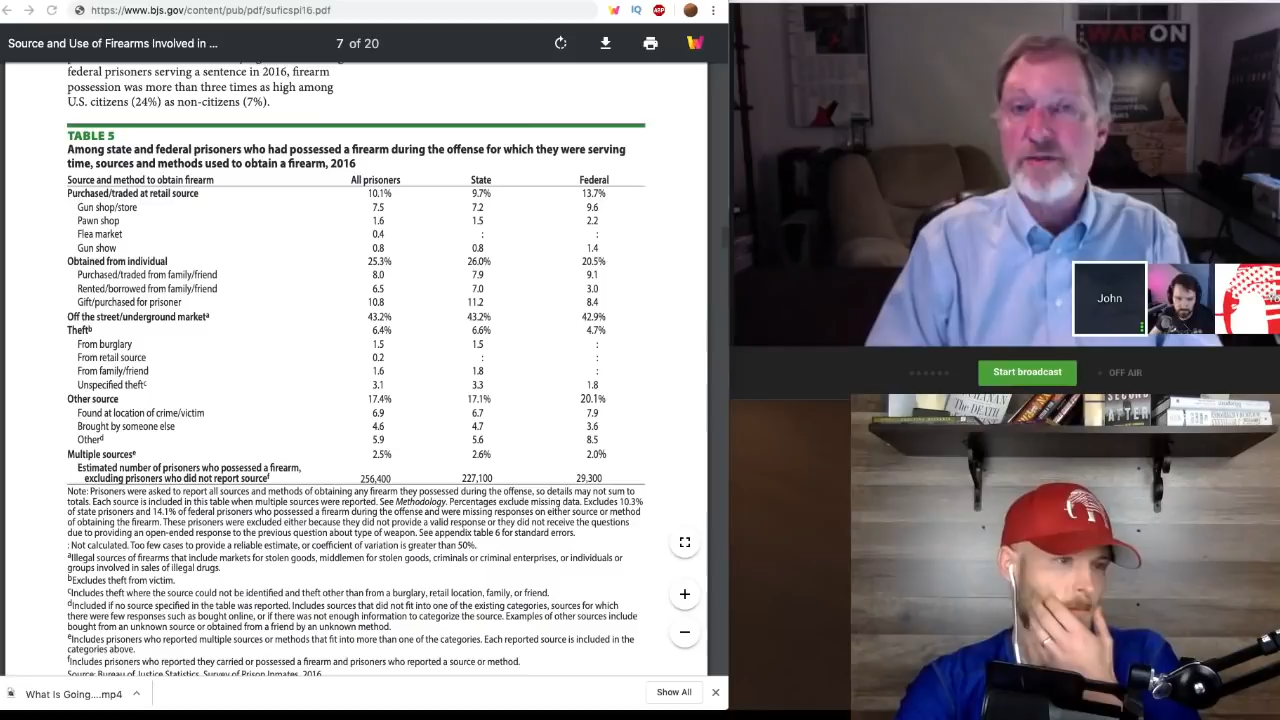 https://www.bjs.gov/content/pub/pdf/suficspi16.pdf
Source and Use of Firearms Involved in ...
7 of 20
federal prisoners serving a sentence in 2016, firearm
possession was more than three times as high among
U.S. citizens (24%) as non-citizens (7%).
TABLE 5
Among state and federal prisoners who had possessed a firearm during the offense for which they were serving
time, sources and methods used to obtain a firearm, 2016
Source and method to obtain firearm All prisoners State Federal
Purchased/traded at retail source 10.1% 9.7% 13.7%
Gun shop/store 7.5 7.2 9.6
Pawn shop 1.6 1.5 2.2
Flea market 0.4 : :
Gun show 0.8 0.8 1.4
Obtained from individual 25.3% 26.0% 20.5%
Purchased/traded from family/friend 8.0 7.9 9.1
Rented/borrowed from family/friend 6.5 7.0 3.0
Gift/purchased for prisoner 10.8 11.2 8.4
Off the street/underground marketᵃ 43.2% 43.2% 42.9%
Theftᵇ 6.4% 6.6% 4.7%
From burglary 1.5 1.5 :
From retail source 0.2 : :
From family/friend 1.6 1.8 :
Unspecified theftᶜ 3.1 3.3 1.8
Other source 17.4% 17.1% 20.1%
Found at location of crime/victim 6.9 6.7 7.9
Brought by someone else 4.6 4.7 3.6
Otherᵈ 5.9 5.6 8.5
Multiple sourcesᵉ 2.5% 2.6% 2.0%
Estimated number of prisoners who possessed a firearm,
excluding prisoners who did not report sourceᶠ 256,400 227,100 29,300
Note: Prisoners were asked to report all sources and methods of obtaining any firearm they possessed during the offense, so details may not sum to
totals. Each source is included in this table when multiple sources were reported. See Methodology. Percentages exclude missing data. Excludes 10.3%
of state prisoners and 14.1% of federal prisoners who possessed a firearm during the offense and were missing responses on either source or method
of obtaining the firearm. These prisoners were excluded either because they did not provide a valid response or they did not receive the questions
due to providing an open-ended response to the previous question about type of weapon. See appendix table 6 for standard errors.
: Not calculated. Too few cases to provide a reliable estimate, or coefficient of variation is greater than 50%.
ᵃIllegal sources of firearms that include markets for stolen goods, middlemen for stolen goods, criminals or criminal enterprises, or individuals or
groups involved in sales of illegal drugs.
ᵇExcludes theft from victim.
ᶜIncludes theft where the source could not be identified and theft other than from a burglary, retail location, family, or friend.
ᵈIncluded if no source specified in the table was reported. Includes sources that did not fit into one of the existing categories, sources for which
there were few responses such as bought online, or if there was not enough information to categorize the source. Examples of other sources include
bought from an unknown source or obtained from a friend by an unknown method.
ᵉIncludes prisoners who reported multiple sources or methods that fit into more than one of the categories. Each reported source is included in the
categories above.
ᶠIncludes prisoners who reported they carried or possessed a firearm and prisoners who reported a source or method.
Source: Bureau of Justice Statistics, Survey of Prison Inmates, 2016.
What Is Going....mp4
Show All
WAR ON
John
Start broadcast
OFF AIR
The DEATH
SECOND
AFTER